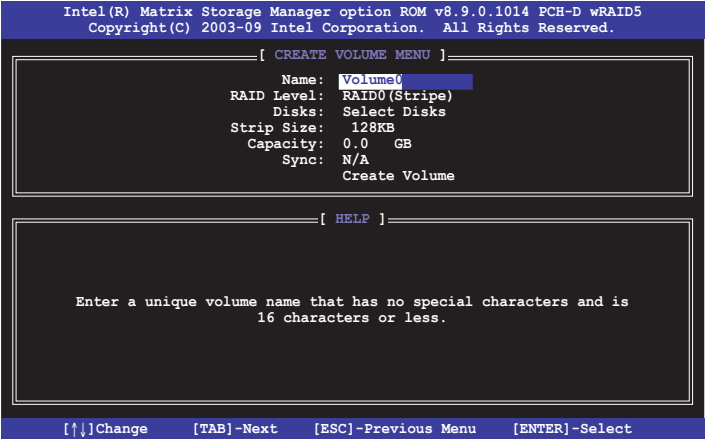 Intel(R) Matrix Storage Manager option ROM v8.9.0.1014 PCH-D wRAID5
Copyright(C) 2003-09 Intel Corporation.  All Rights Reserved.
[ CREATE VOLUME MENU ]
Name: Volume0
RAID Level: RAID0(Stripe)
Disks: Select Disks
Strip Size: 128KB
Capacity: 0.0 GB
Sync: N/A
Create Volume
[ HELP ]
Enter a unique volume name that has no special characters and is
16 characters or less.
[↑↓]Change [TAB]-Next [ESC]-Previous Menu [ENTER]-Select